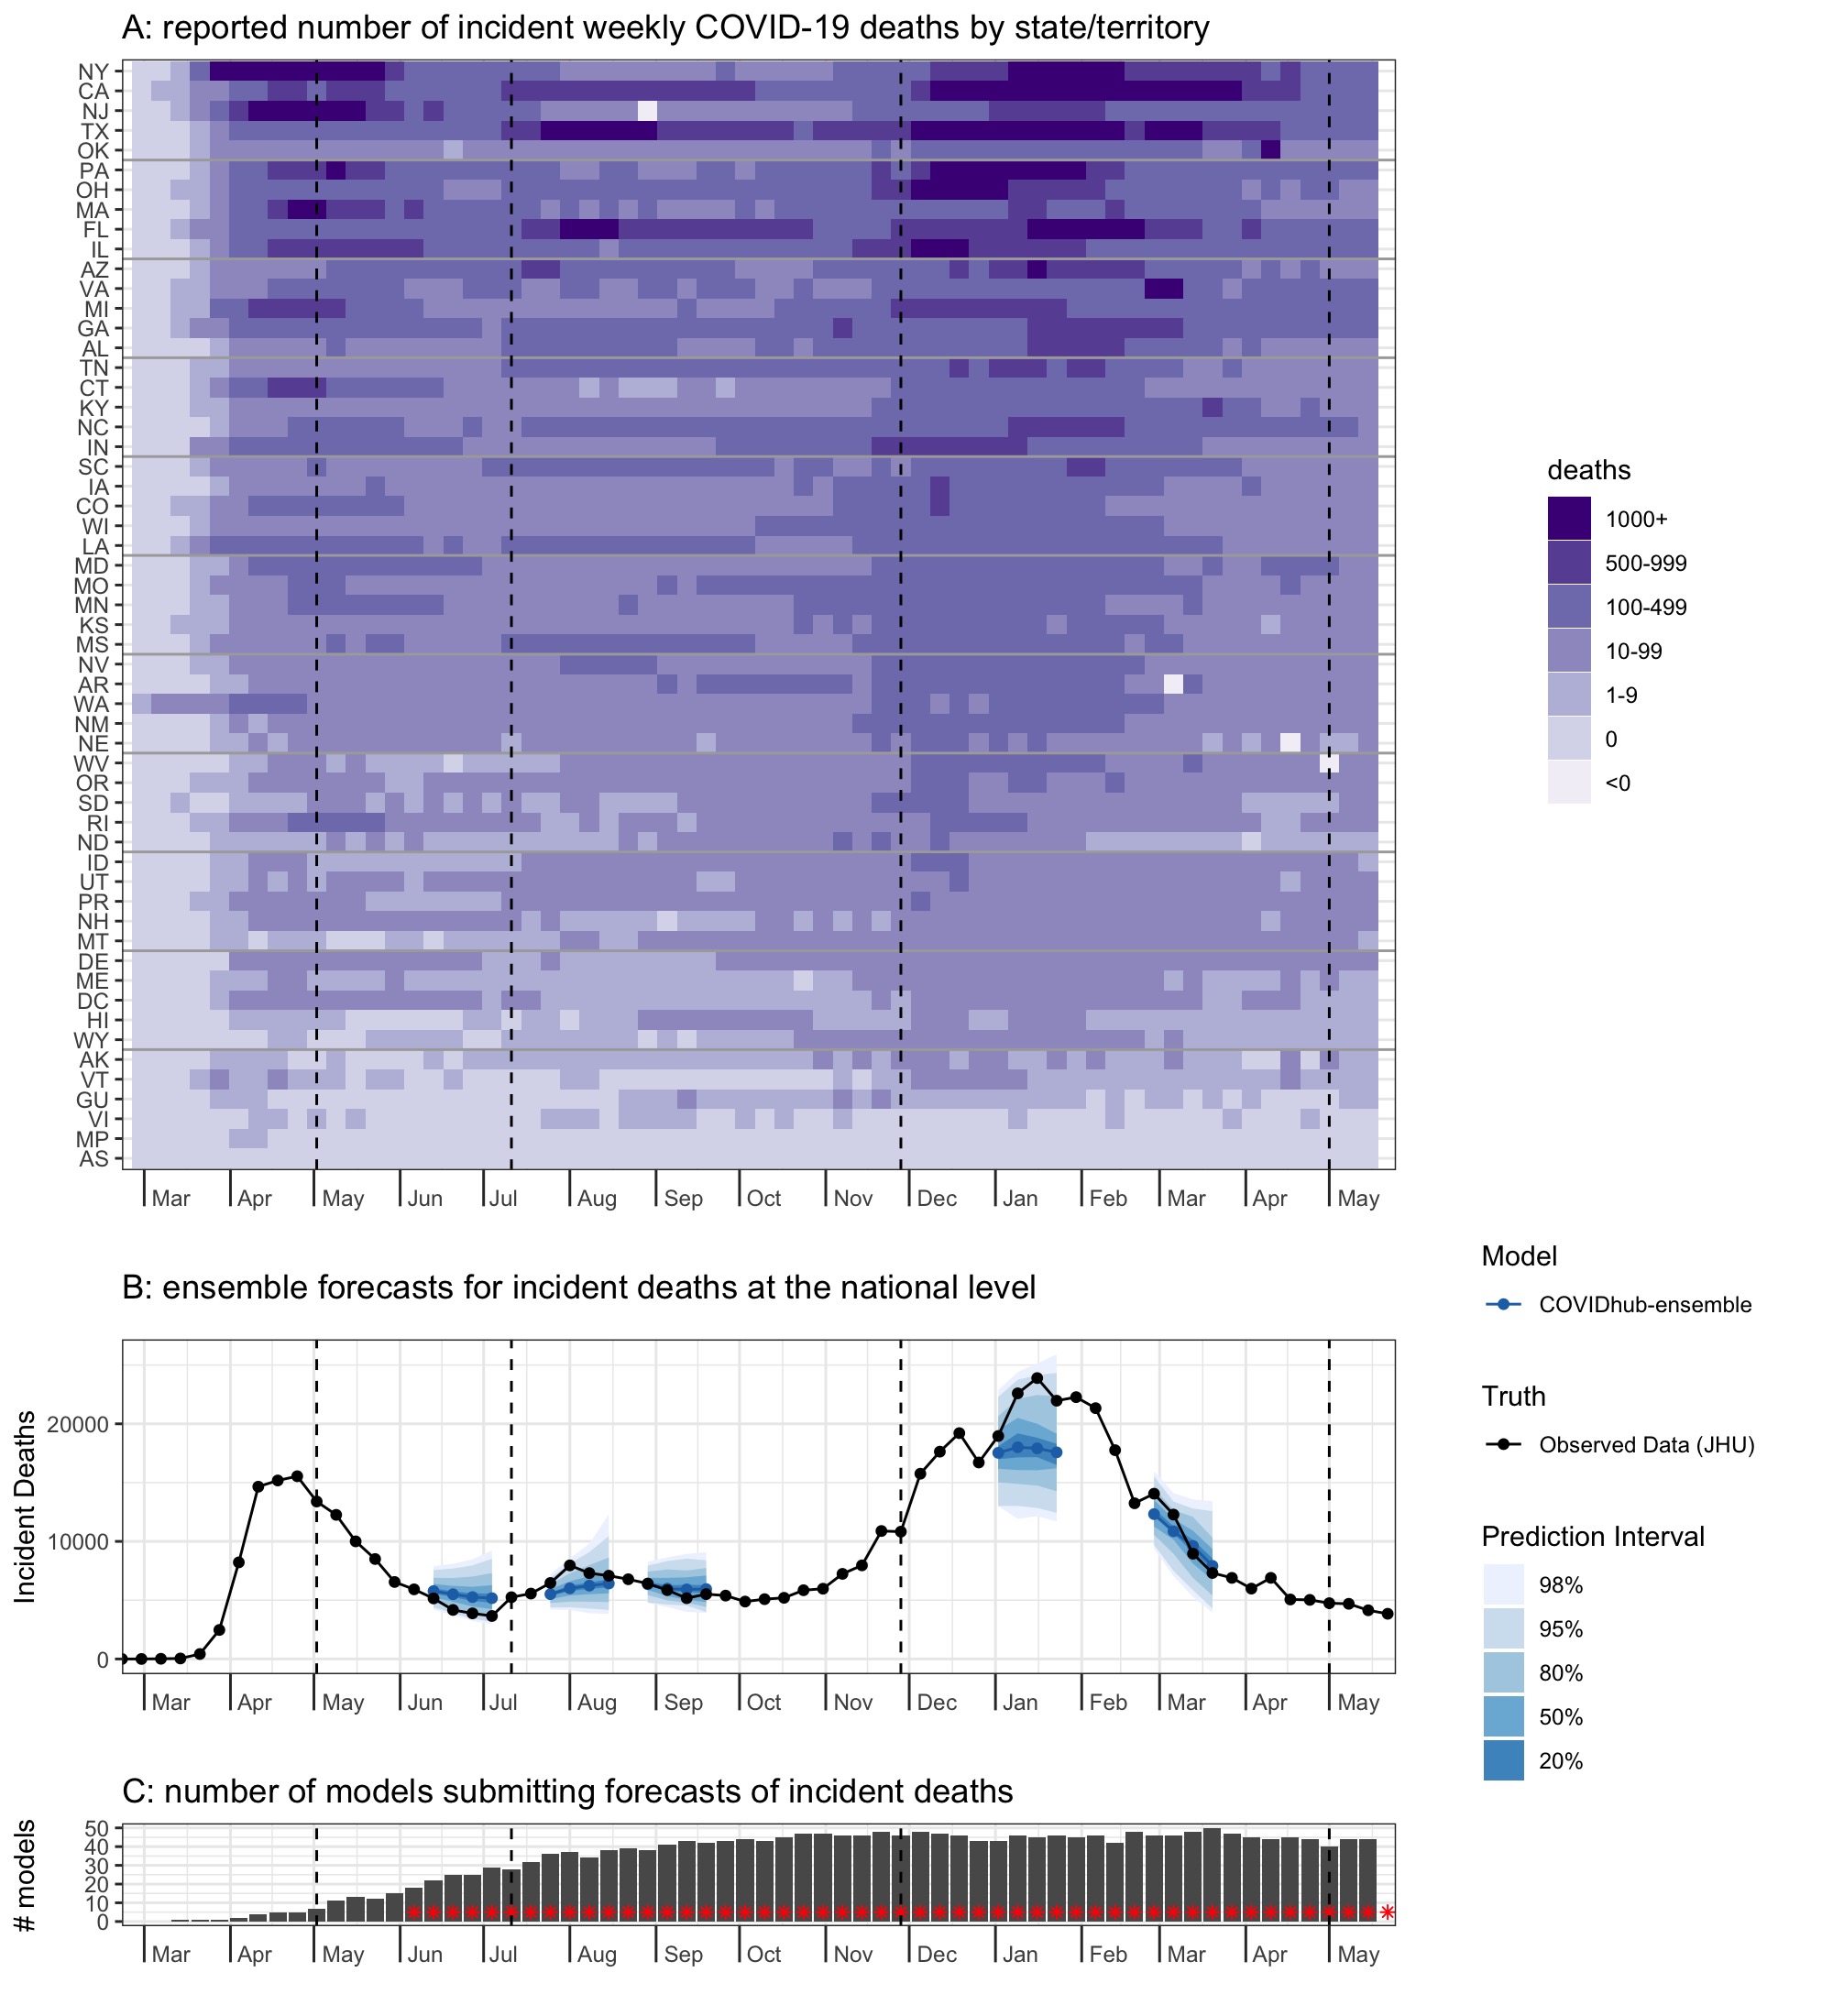 A: reported number of incident weekly COVID-19 deaths by state/territory
NY
CA
NJ
TX
OK
PA
OH
MA
FL
IL
AZ
VA
MI
GA
AL
TN
CT
KY
NC
IN
SC
IA
CO
WI
LA
MD
MO
MN
KS
MS
NV
AR
WA
NM
NE
WV
OR
SD
RI
ND
ID
UT
PR
NH
MT
DE
ME
DC
HI
WY
AK
VT
GU
VI
MP
AS
Mar Apr May Jun Jul Aug Sep Oct Nov Dec Jan Feb Mar Apr May
deaths
1000+
500-999
100-499
10-99
1-9
0
<0
B: ensemble forecasts for incident deaths at the national level
Incident Deaths
20000
10000
0
Mar Apr May Jun Jul Aug Sep Oct Nov Dec Jan Feb Mar Apr May
Model
COVIDhub-ensemble
Truth
Observed Data (JHU)
Prediction Interval
98%
95%
80%
50%
20%
C: number of models submitting forecasts of incident deaths
# models
50
40
30
20
10
0
Mar Apr May Jun Jul Aug Sep Oct Nov Dec Jan Feb Mar Apr May